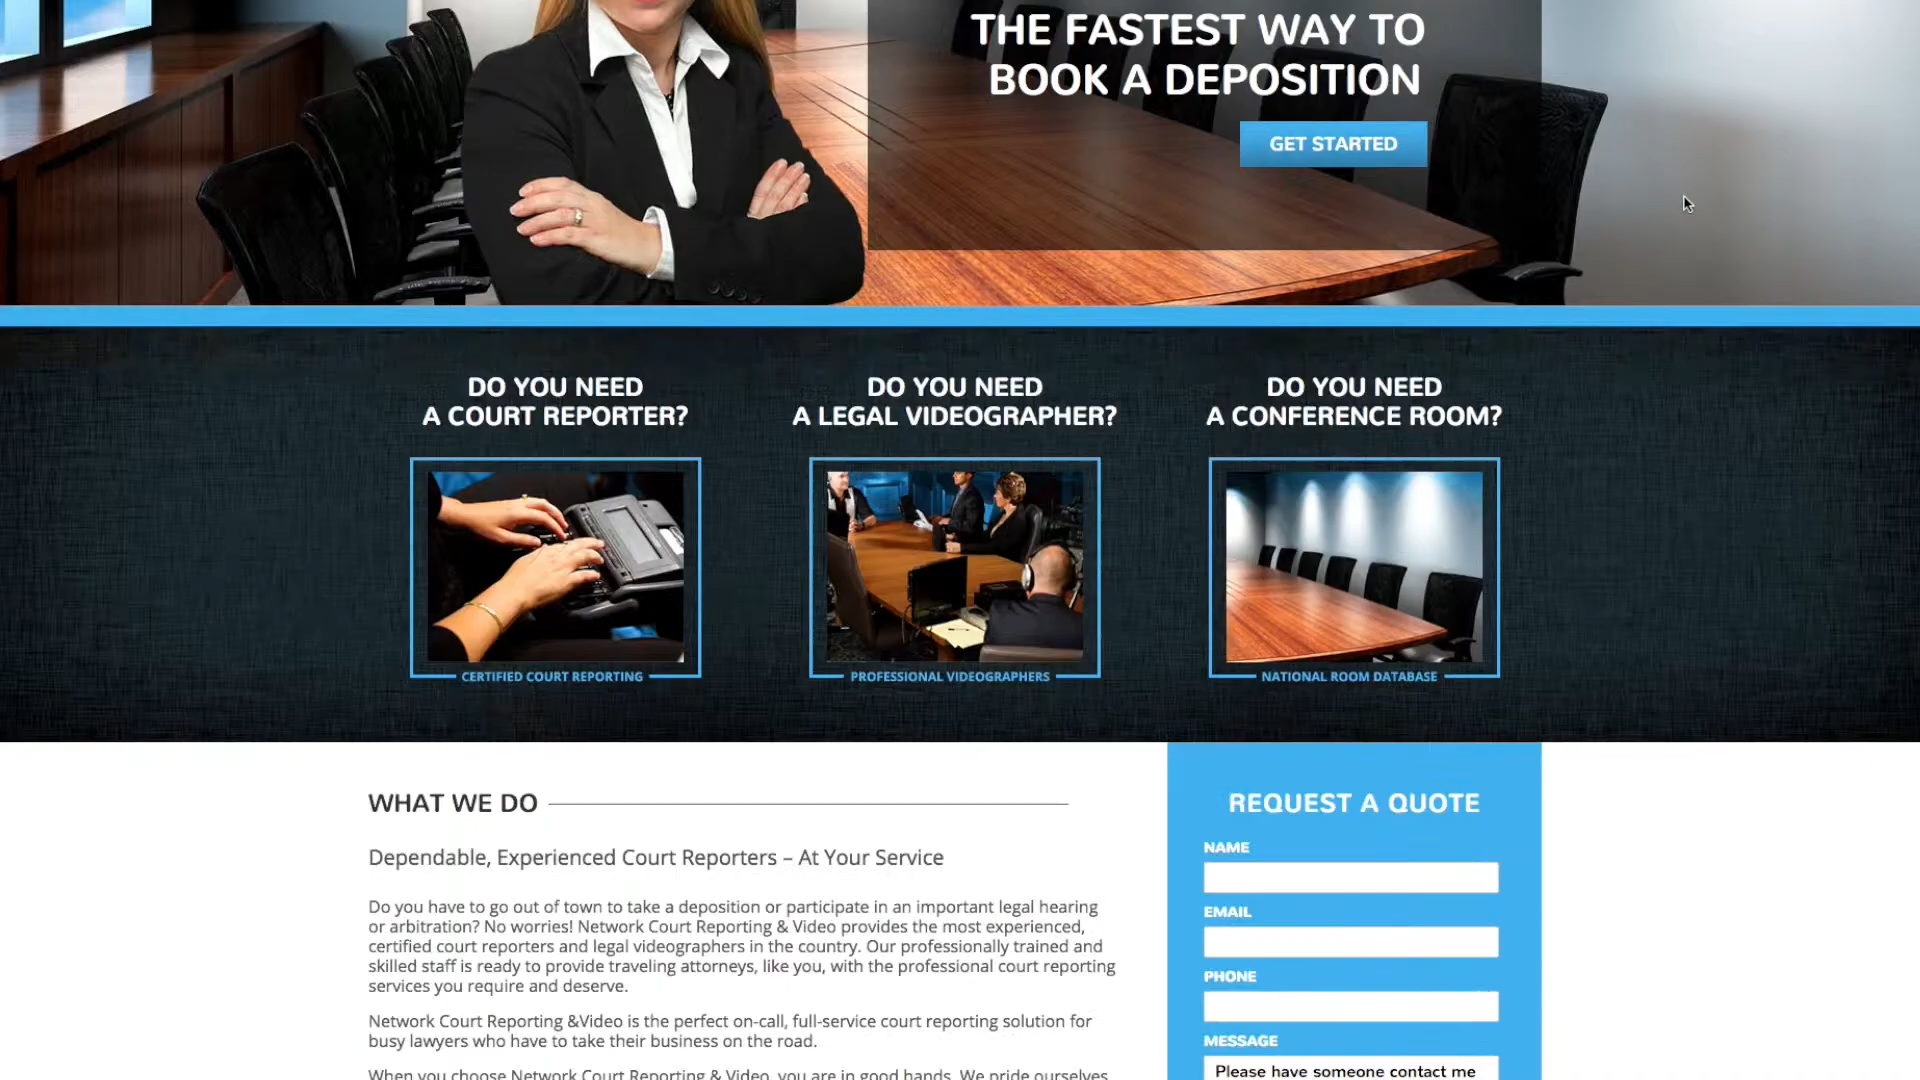 THE FASTEST WAY TO
BOOK A DEPOSITION
GET STARTED
DO YOU NEED
A COURT REPORTER?
DO YOU NEED
A LEGAL VIDEOGRAPHER?
DO YOU NEED
A CONFERENCE ROOM?
CERTIFIED COURT REPORTING
PROFESSIONAL VIDEOGRAPHERS
NATIONAL ROOM DATABASE
WHAT WE DO
Dependable, Experienced Court Reporters – At Your Service
Do you have to go out of town to take a deposition or participate in an important legal hearing
or arbitration? No worries! Network Court Reporting & Video provides the most experienced,
certified court reporters and legal videographers in the country. Our professionally trained and
skilled staff is ready to provide traveling attorneys, like you, with the professional court reporting
services you require and deserve.
Network Court Reporting &Video is the perfect on-call, full-service court reporting solution for
busy lawyers who have to take their business on the road.
When you choose Network Court Reporting & Video, you are in good hands. We pride ourselves
REQUEST A QUOTE
NAME
EMAIL
PHONE
MESSAGE
Please have someone contact me